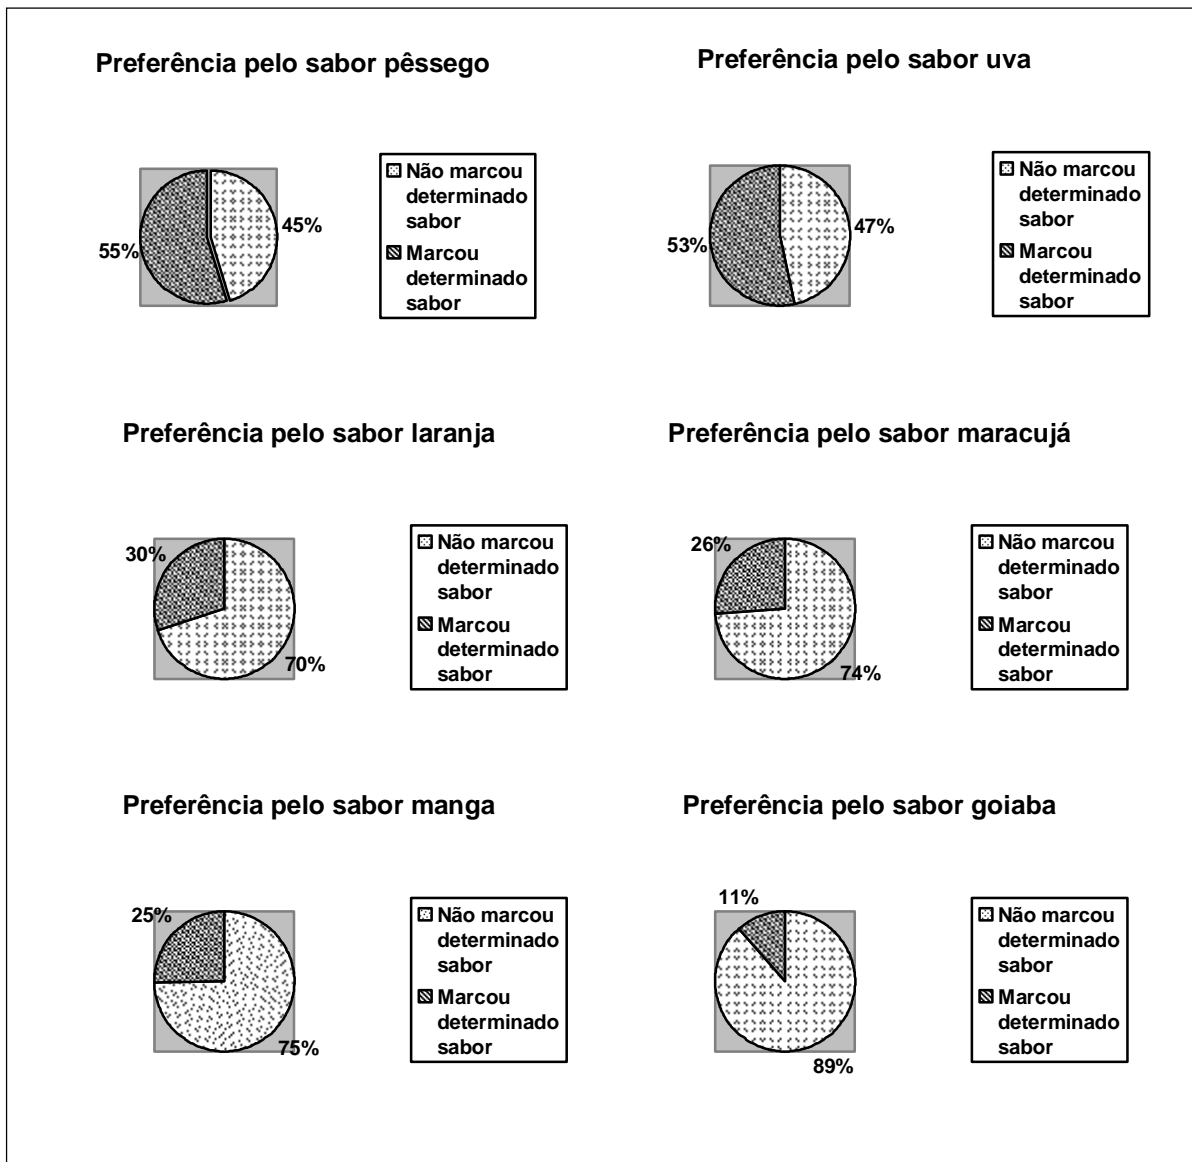 Preferência pelo sabor pêssego
55%
45%
Não marcou
determinado
sabor
Marcou
determinado
sabor
Preferência pelo sabor uva
53%
47%
Não marcou
determinado
sabor
Marcou
determinado
sabor
Preferência pelo sabor laranja
30%
70%
Não marcou
determinado
sabor
Marcou
determinado
sabor
Preferência pelo sabor maracujá
26%
74%
Não marcou
determinado
sabor
Marcou
determinado
sabor
Preferência pelo sabor manga
25%
75%
Não marcou
determinado
sabor
Marcou
determinado
sabor
Preferência pelo sabor goiaba
11%
89%
Não marcou
determinado
sabor
Marcou
determinado
sabor